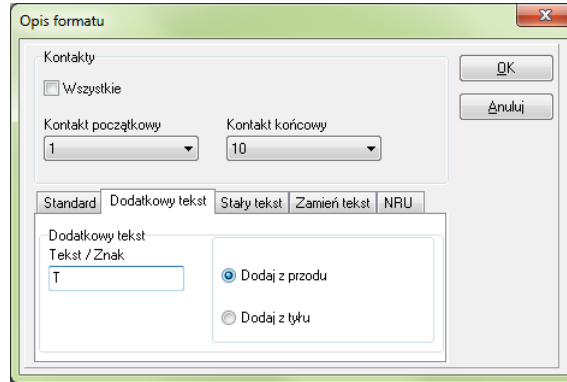 Opis formatu
Kontakty
Wszystkie
Kontakt początkowy Kontakt końcowy
1 10
OK
Anuluj
Standard Dodatkowy tekst Stały tekst Zamień tekst NRU
Dodatkowy tekst
Tekst / Znak
T
Dodaj z przodu
Dodaj z tyłu